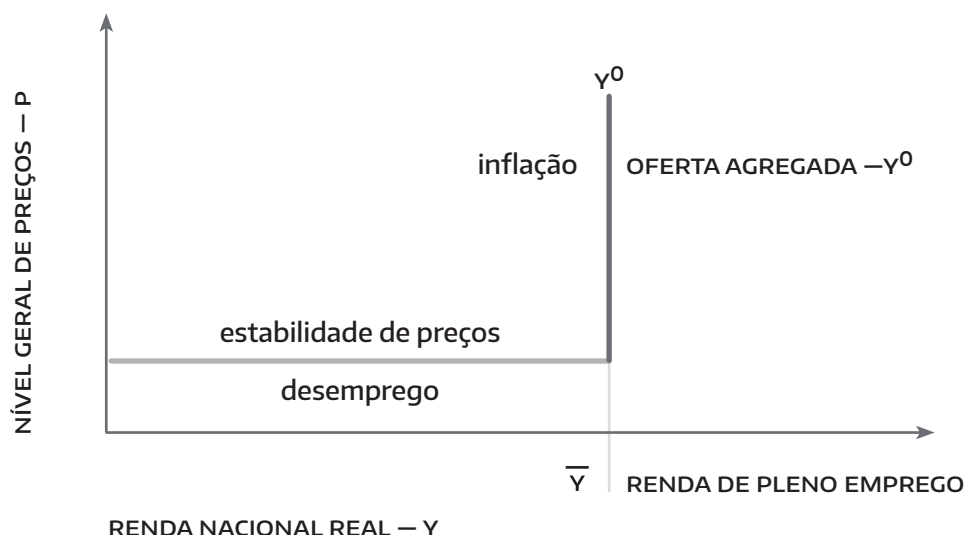 NÍVEL GERAL DE PREÇOS — P
Y⁰
inflação
OFERTA AGREGADA —Y⁰
estabilidade de preços
desemprego
Y̅
RENDA DE PLENO EMPREGO
RENDA NACIONAL REAL — Y